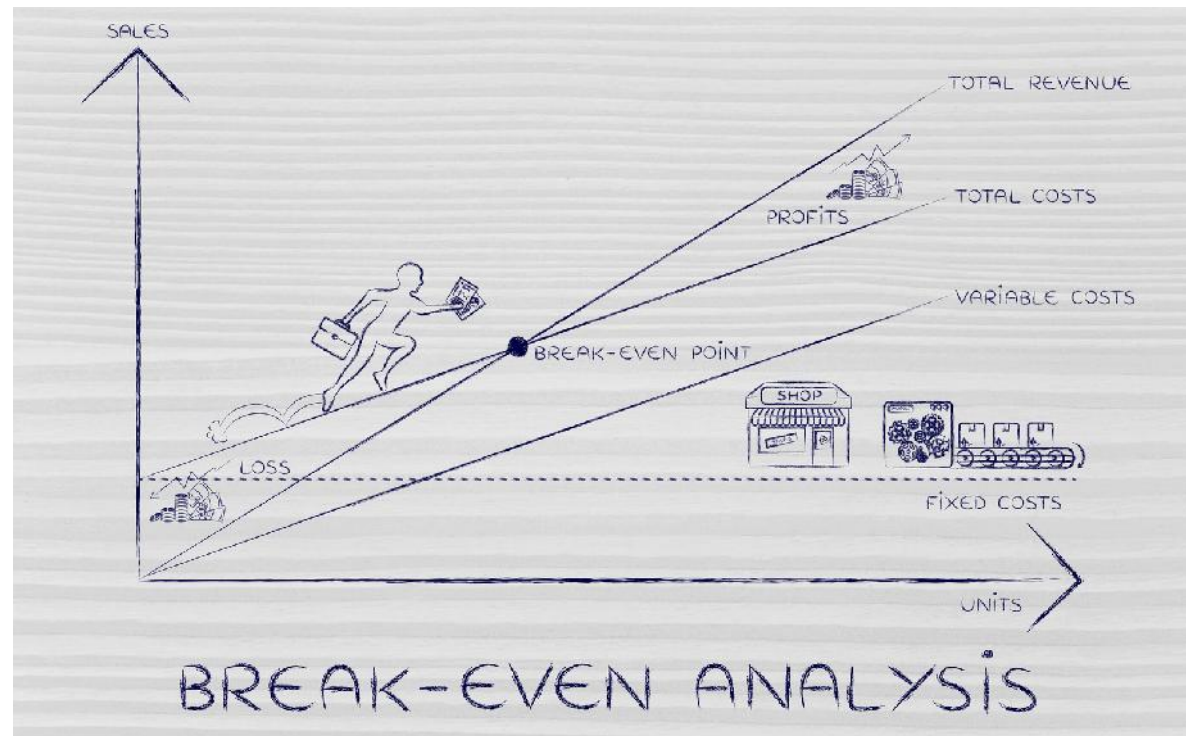 SALES
TOTAL REVENUE
TOTAL COSTS
PROFITS
VARIABLE COSTS
BREAK-EVEN POINT
SHOP
LOSS
FIXED COSTS
UNITS
BREAK-EVEN ANALYSIS